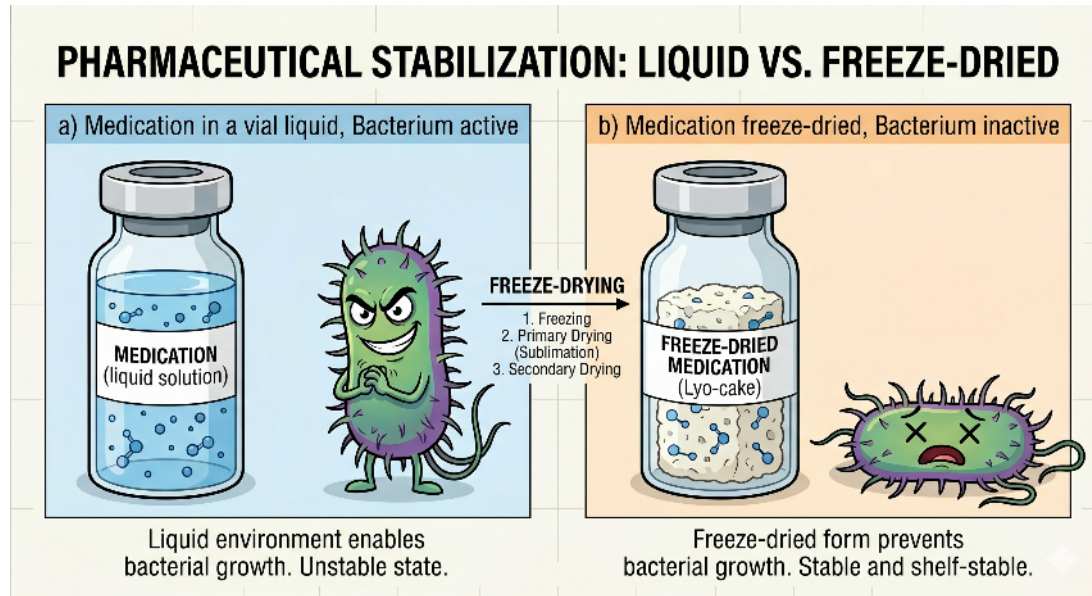 PHARMACEUTICAL STABILIZATION: LIQUID VS. FREEZE-DRIED
a) Medication in a vial liquid, Bacterium active
MEDICATION
(liquid solution)
Liquid environment enables
bacterial growth. Unstable state.
FREEZE-DRYING
1. Freezing
2. Primary Drying
(Sublimation)
3. Secondary Drying
b) Medication freeze-dried, Bacterium inactive
FREEZE-DRIED
MEDICATION
(Lyo-cake)
Freeze-dried form prevents
bacterial growth. Stable and shelf-stable.